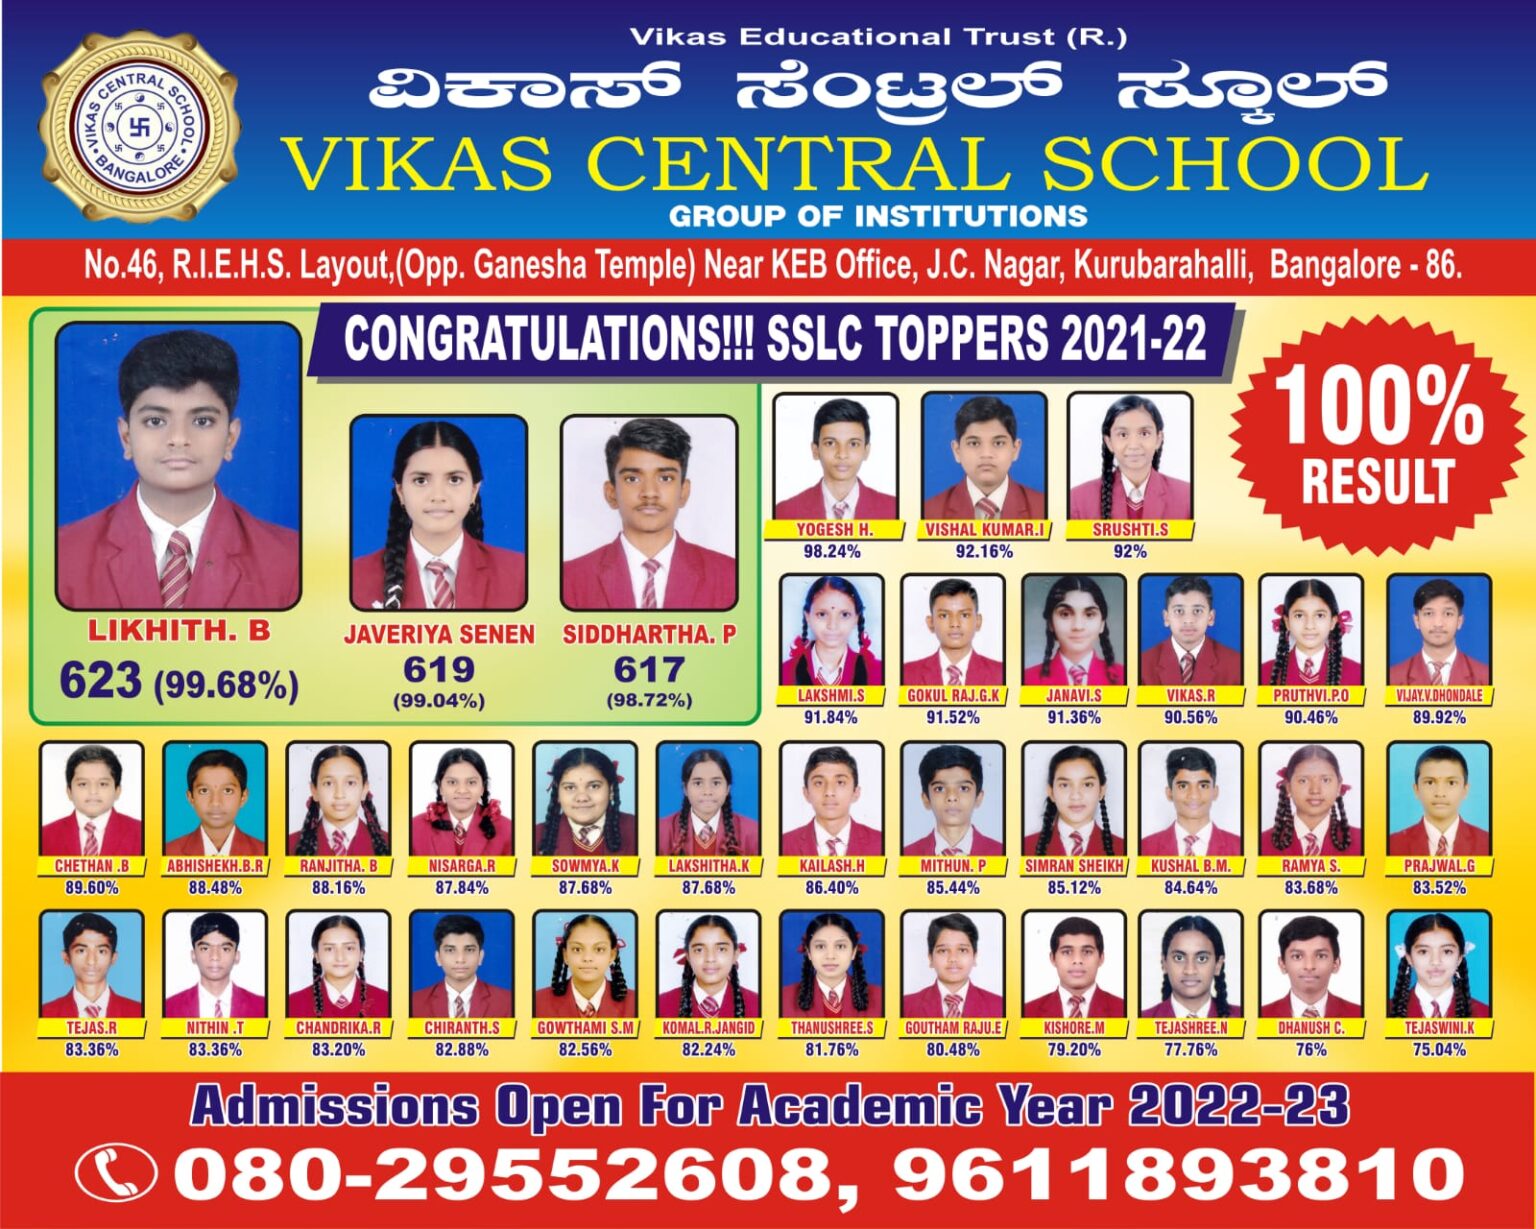 Vikas Educational Trust (R.)
ವಿಕಾಸ್ ಸೆಂಟ್ರಲ್ ಸ್ಕೂಲ್
VIKAS CENTRAL SCHOOL
GROUP OF INSTITUTIONS
VIKAS CENTRAL SCHOOL
BANGALORE
No.46, R.I.E.H.S. Layout,(Opp. Ganesha Temple) Near KEB Office, J.C. Nagar, Kurubarahalli, Bangalore - 86.
CONGRATULATIONS!!! SSLC TOPPERS 2021-22
100%
RESULT
LIKHITH. B
623 (99.68%)
JAVERIYA SENEN
619
(99.04%)
SIDDHARTHA. P
617
(98.72%)
YOGESH H. VISHAL KUMAR.I SRUSHTI.S
98.24% 92.16% 92%
LAKSHMI.S GOKUL RAJ.G.K JANAVI.S VIKAS.R PRUTHVI.P.O VIJAY.V.DHONDALE
91.84% 91.52% 91.36% 90.56% 90.46% 89.92%
CHETHAN .B ABHISHEKH.B.R RANJITHA. B NISARGA.R SOWMYA.K LAKSHITHA.K KAILASH.H MITHUN. P SIMRAN SHEIKH KUSHAL B.M. RAMYA S. PRAJWAL.G
89.60% 88.48% 88.16% 87.84% 87.68% 87.68% 86.40% 85.44% 85.12% 84.64% 83.68% 83.52%
TEJAS.R NITHIN .T CHANDRIKA.R CHIRANTH.S GOWTHAMI S.M KOMAL.R.JANGID THANUSHREE.S GOUTHAM RAJU.E KISHORE.M TEJASHREE.N DHANUSH C. TEJASWINI.K
83.36% 83.36% 83.20% 82.88% 82.56% 82.24% 81.76% 80.48% 79.20% 77.76% 76% 75.04%
Admissions Open For Academic Year 2022-23
080-29552608, 9611893810